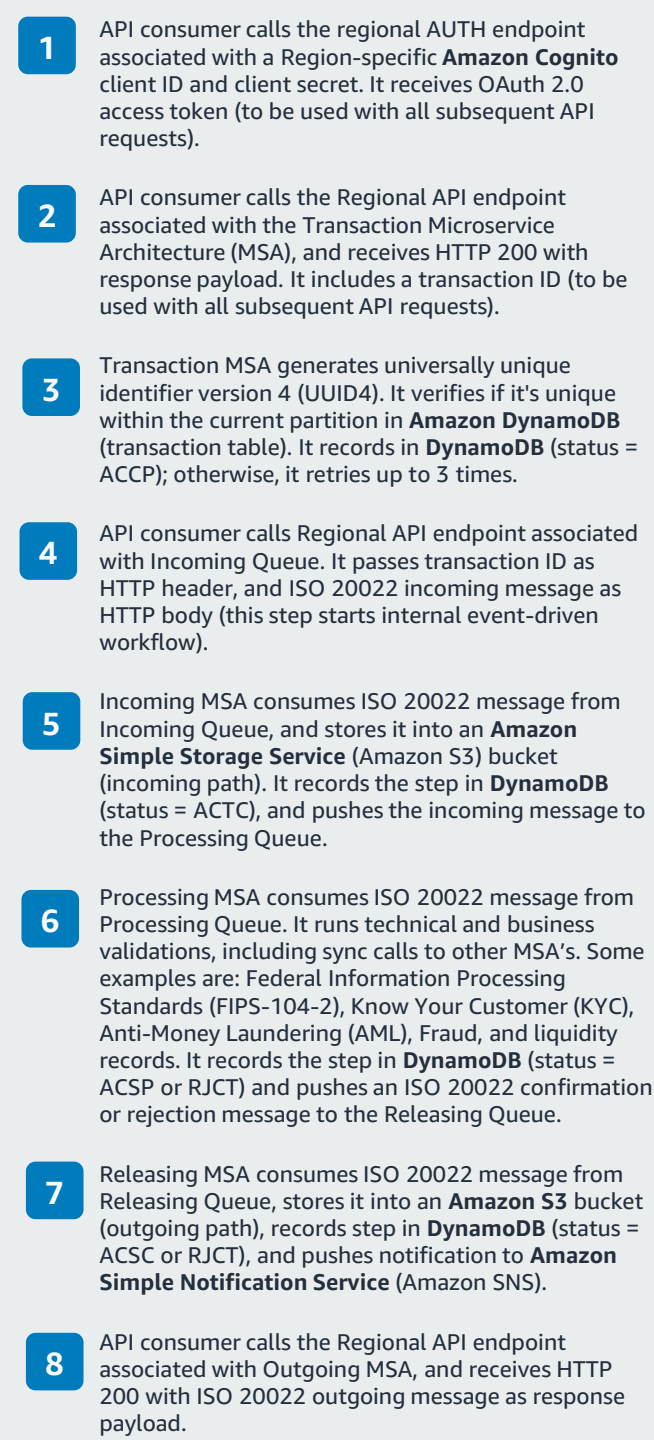 1
API consumer calls the regional AUTH endpoint
associated with a Region-specific Amazon Cognito
client ID and client secret. It receives OAuth 2.0
access token (to be used with all subsequent API
requests).
2
API consumer calls the Regional API endpoint
associated with the Transaction Microservice
Architecture (MSA), and receives HTTP 200 with
response payload. It includes a transaction ID (to be
used with all subsequent API requests).
3
Transaction MSA generates universally unique
identifier version 4 (UUID4). It verifies if it's unique
within the current partition in Amazon DynamoDB
(transaction table). It records in DynamoDB (status =
ACCP); otherwise, it retries up to 3 times.
4
API consumer calls Regional API endpoint associated
with Incoming Queue. It passes transaction ID as
HTTP header, and ISO 20022 incoming message as
HTTP body (this step starts internal event-driven
workflow).
5
Incoming MSA consumes ISO 20022 message from
Incoming Queue, and stores it into an Amazon
Simple Storage Service (Amazon S3) bucket
(incoming path). It records the step in DynamoDB
(status = ACTC), and pushes the incoming message to
the Processing Queue.
6
Processing MSA consumes ISO 20022 message from
Processing Queue. It runs technical and business
validations, including sync calls to other MSA’s. Some
examples are: Federal Information Processing
Standards (FIPS-104-2), Know Your Customer (KYC),
Anti-Money Laundering (AML), Fraud, and liquidity
records. It records the step in DynamoDB (status =
ACSP or RJCT) and pushes an ISO 20022 confirmation
or rejection message to the Releasing Queue.
7
Releasing MSA consumes ISO 20022 message from
Releasing Queue, stores it into an Amazon S3 bucket
(outgoing path), records step in DynamoDB (status =
ACSC or RJCT), and pushes notification to Amazon
Simple Notification Service (Amazon SNS).
8
API consumer calls the Regional API endpoint
associated with Outgoing MSA, and receives HTTP
200 with ISO 20022 outgoing message as response
payload.